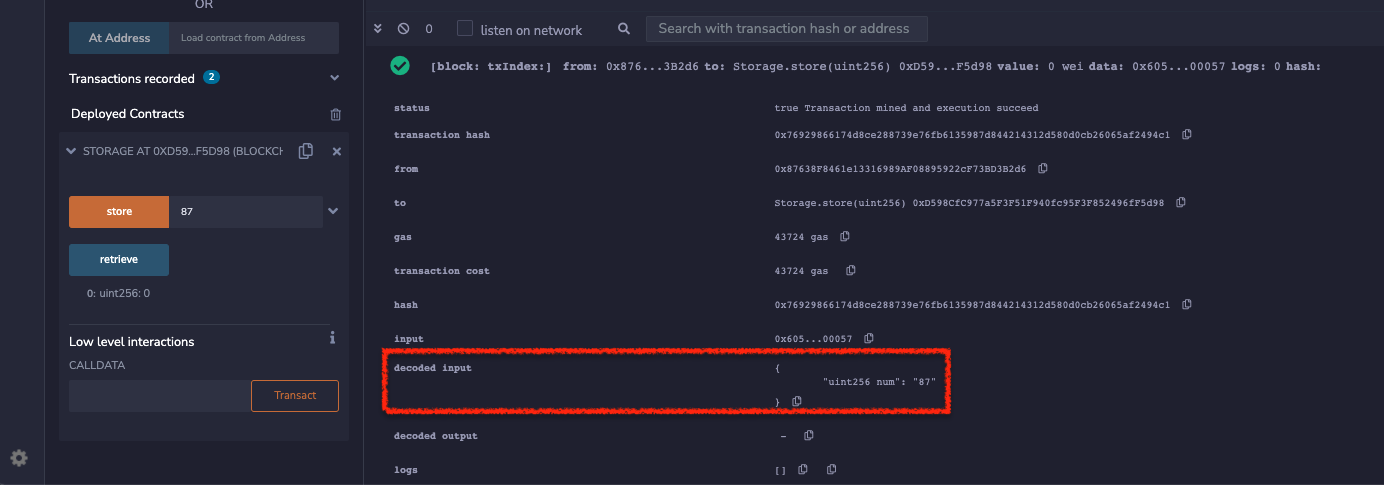 OR
At Address Load contract from Address
Transactions recorded 2
Deployed Contracts
STORAGE AT 0XD59...F5D98 (BLOCKCH
store 87
retrieve
0: uint256: 0
Low level interactions
CALLDATA
Transact
0 listen on network Search with transaction hash or address
[block: txIndex:] from: 0x876...3B2d6 to: Storage.store(uint256) 0xD59...F5d98 value: 0 wei data: 0x605...00057 logs: 0 hash:
status true Transaction mined and execution succeed
transaction hash 0x76929866174d8ce288739e76fb6135987d844214312d580d0cb26065af2494c1
from 0x87638F8461e13316989AF08895922cF73BD3B2d6
to Storage.store(uint256) 0xD598CfC977a5F3F51F940fc95F3F852496fF5d98
gas 43724 gas
transaction cost 43724 gas
hash 0x76929866174d8ce288739e76fb6135987d844214312d580d0cb26065af2494c1
input 0x605...00057
decoded input {
"uint256 num": "87"
}
decoded output -
logs []